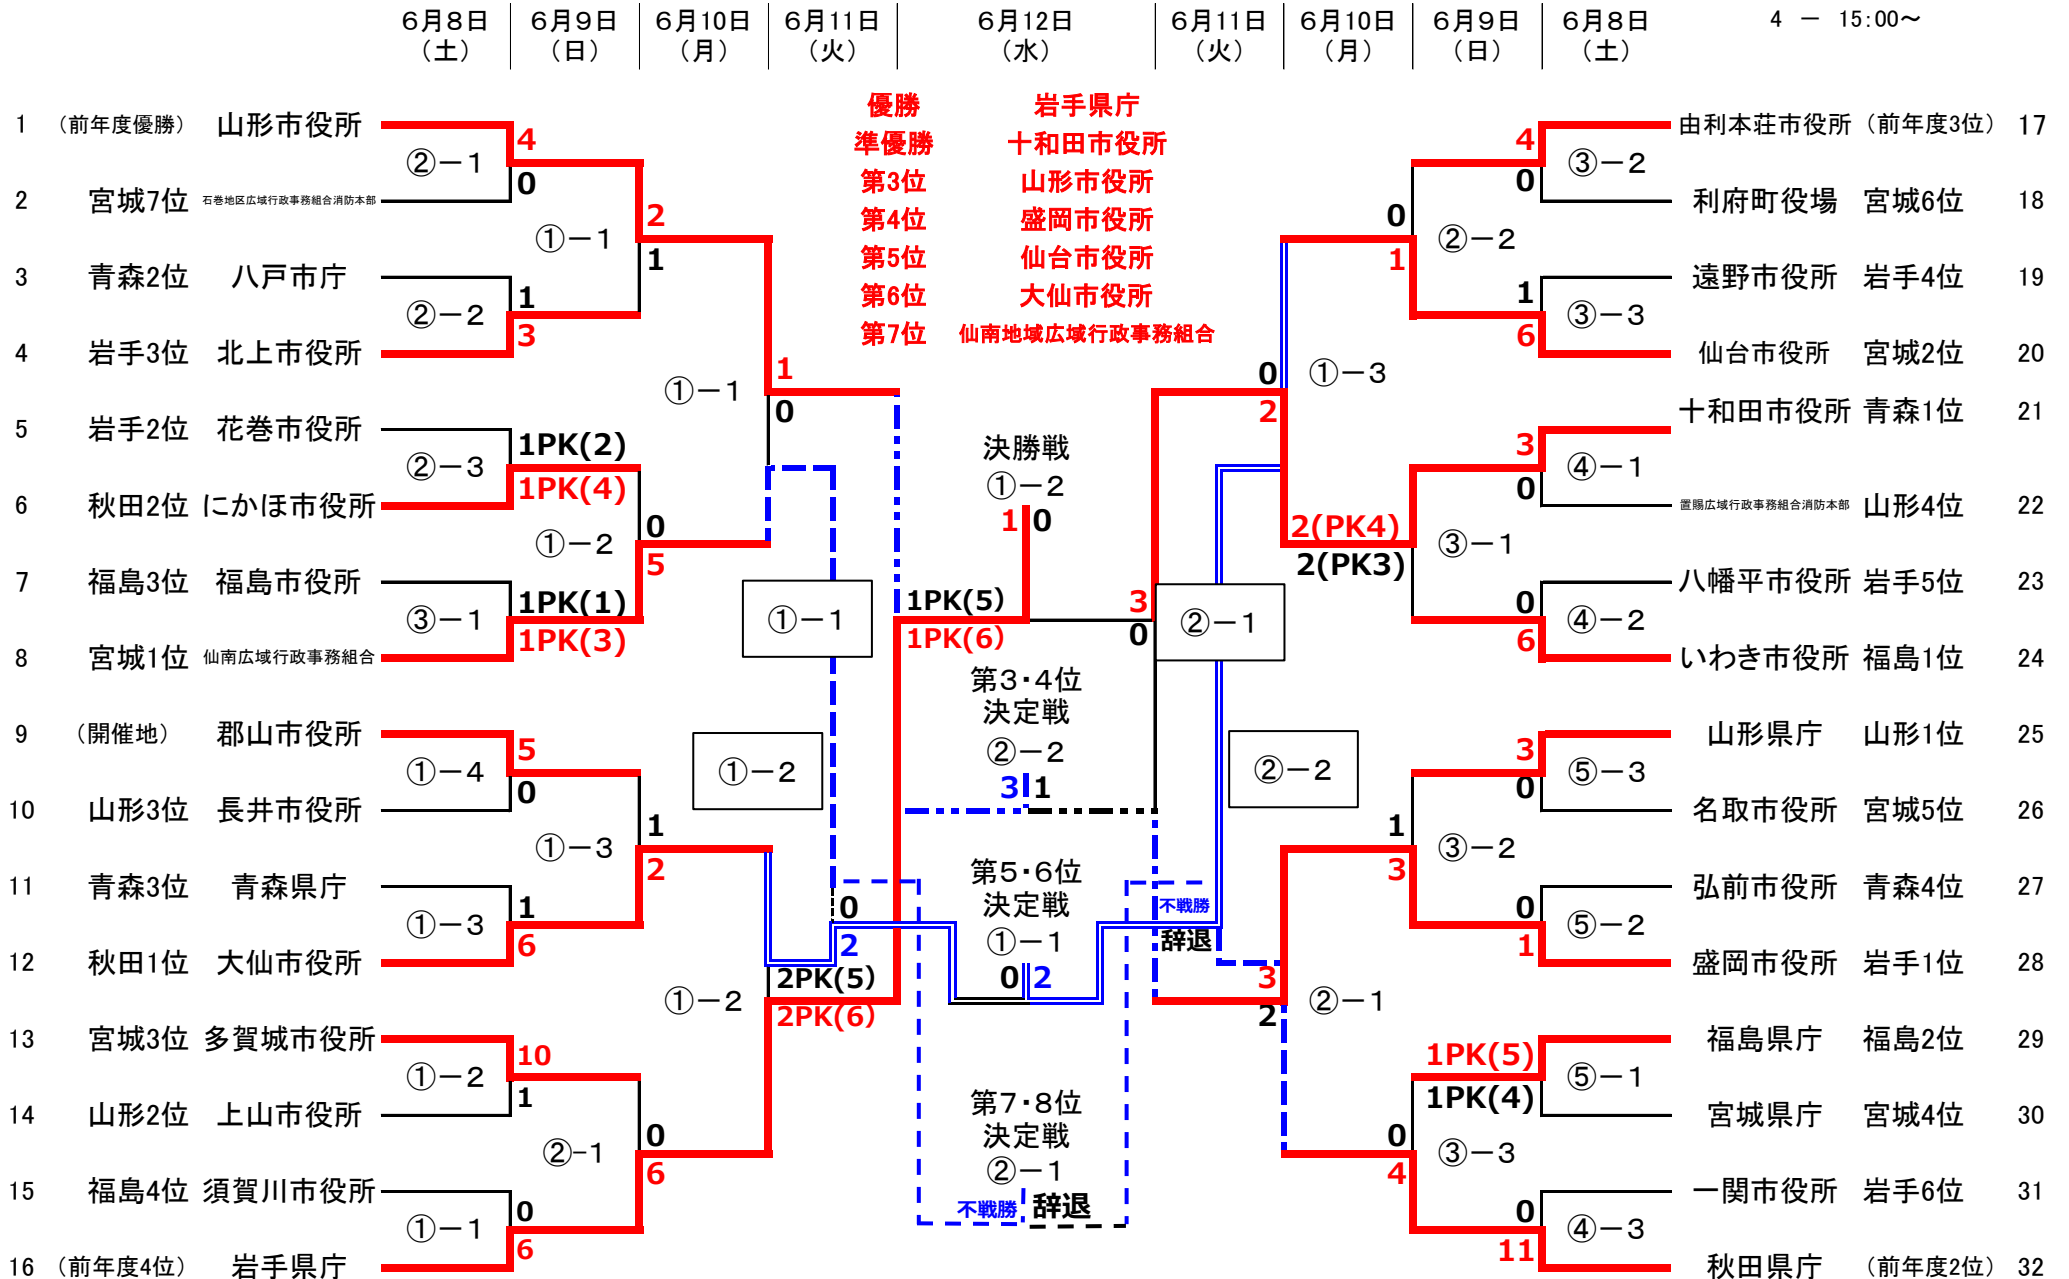 6月8日 6月9日 6月10日 6月11日 6月12日 6月11日 6月10日 6月9日 6月8日 4 － 15:00～
（土） （日） （月） （火） （水） （火） （月） （日） （土）
優勝 岩手県庁
準優勝 十和田市役所
第3位 山形市役所
第4位 盛岡市役所
第5位 仙台市役所
第6位 大仙市役所
第7位 仙南地域広域行政事務組合
1 （前年度優勝） 山形市役所
②－1
4
0
2 宮城7位 石巻地区広域行政事務組合消防本部
①－1
2
1
3 青森2位 八戸市庁
②－2
1
3
4 岩手3位 北上市役所
①－1
1
0
5 岩手2位 花巻市役所
②－3
1PK(2)
1PK(4)
6 秋田2位 にかほ市役所
①－2
0
5
7 福島3位 福島市役所
③－1
1PK(1)
1PK(3)
8 宮城1位 仙南広域行政事務組合
①－1
1PK(5)
1PK(6)
9 （開催地） 郡山市役所
①－4
5
0
①－2
10 山形3位 長井市役所
①－3
1
2
11 青森3位 青森県庁
①－3
1
6
12 秋田1位 大仙市役所
0
2
2PK(5)
2PK(6)
①－2
13 宮城3位 多賀城市役所
①－2
10
1
14 山形2位 上山市役所
②-1
0
6
15 福島4位 須賀川市役所
①－1
0
6
16 （前年度4位） 岩手県庁
決勝戦
①－2
1 0
第3・4位
決定戦
②－2
3 1
第5・6位
決定戦
①－1
0 2
第7・8位
決定戦
②－1
不戦勝 辞退
由利本荘市役所 （前年度3位） 17
4
0
③－2
利府町役場 宮城6位 18
0
1
②－2
遠野市役所 岩手4位 19
1
6
③－3
仙台市役所 宮城2位 20
0
2
①－3
十和田市役所 青森1位 21
3
0
④－1
置賜広域行政事務組合消防本部 山形4位 22
2(PK4)
2(PK3)
③－1
八幡平市役所 岩手5位 23
0
6
④－2
いわき市役所 福島1位 24
3
0
②－1
山形県庁 山形1位 25
3
0
⑤－3
②－2
名取市役所 宮城5位 26
1
3
③－2
弘前市役所 青森4位 27
0
1
⑤－2
盛岡市役所 岩手1位 28
不戦勝
辞退
3
2
②－1
福島県庁 福島2位 29
1PK(5)
1PK(4)
⑤－1
宮城県庁 宮城4位 30
0
4
③－3
一関市役所 岩手6位 31
0
11
④－3
秋田県庁 （前年度2位） 32